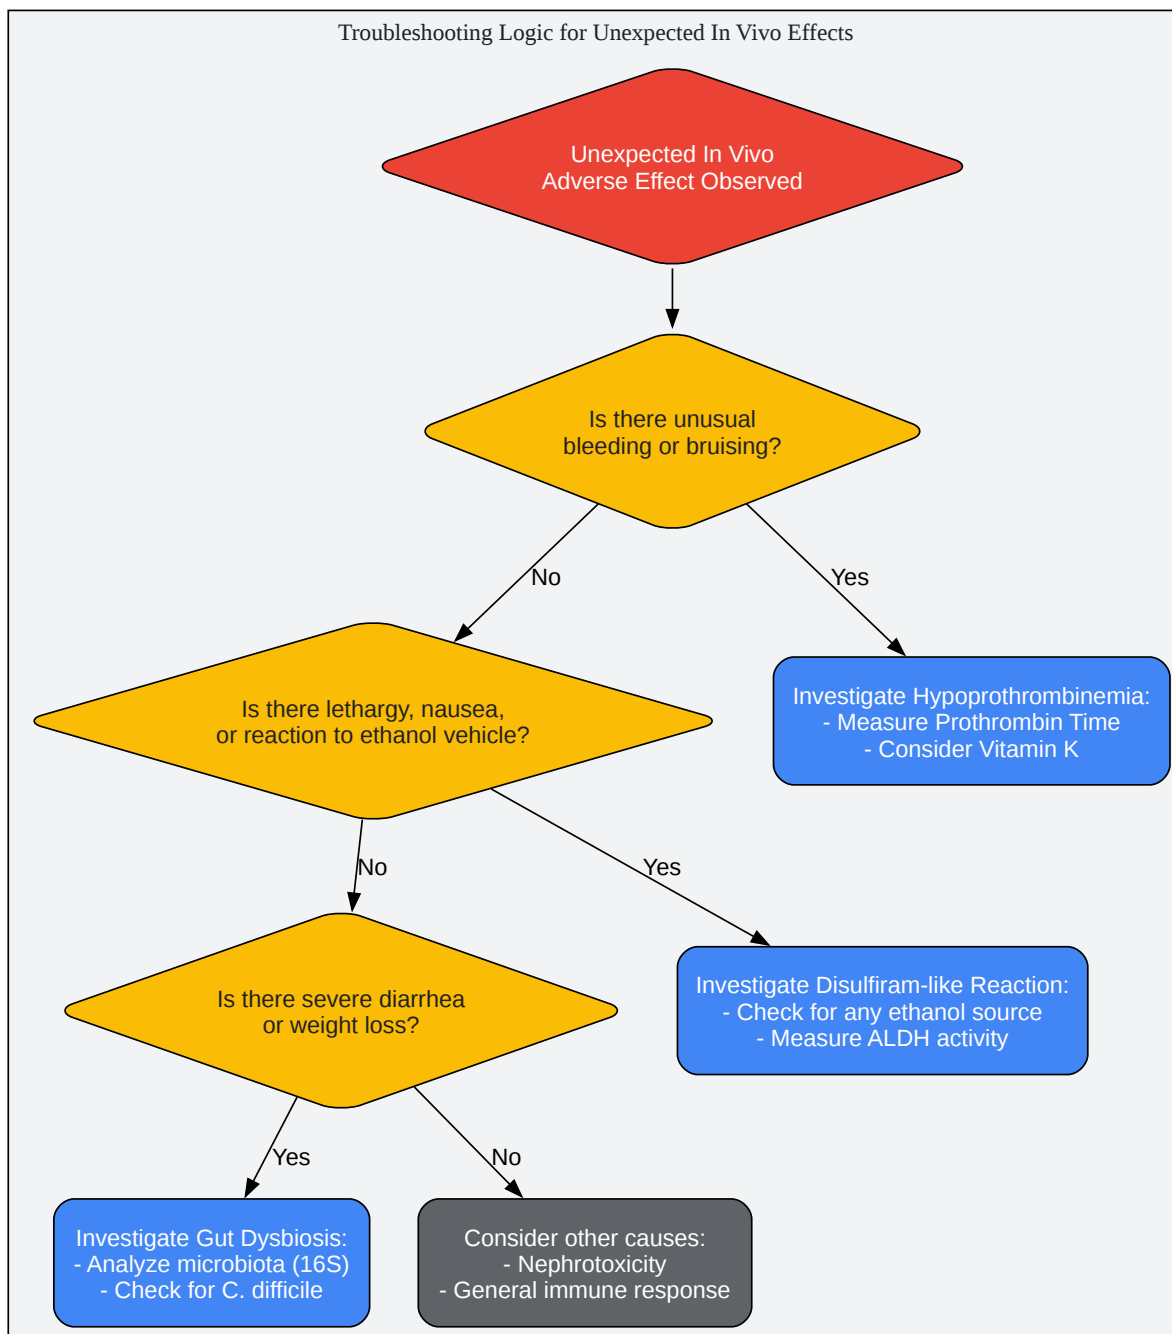 Troubleshooting Logic for Unexpected In Vivo Effects
Unexpected In Vivo
Adverse Effect Observed
Is there unusual
bleeding or bruising?
No
Yes
Is there lethargy, nausea,
or reaction to ethanol vehicle?
Investigate Hypoprothrombinemia:
- Measure Prothrombin Time
- Consider Vitamin K
No
Yes
Is there severe diarrhea
or weight loss?
Investigate Disulfiram-like Reaction:
- Check for any ethanol source
- Measure ALDH activity
Yes
No
Investigate Gut Dysbiosis:
- Analyze microbiota (16S)
- Check for C. difficile
Consider other causes:
- Nephrotoxicity
- General immune response